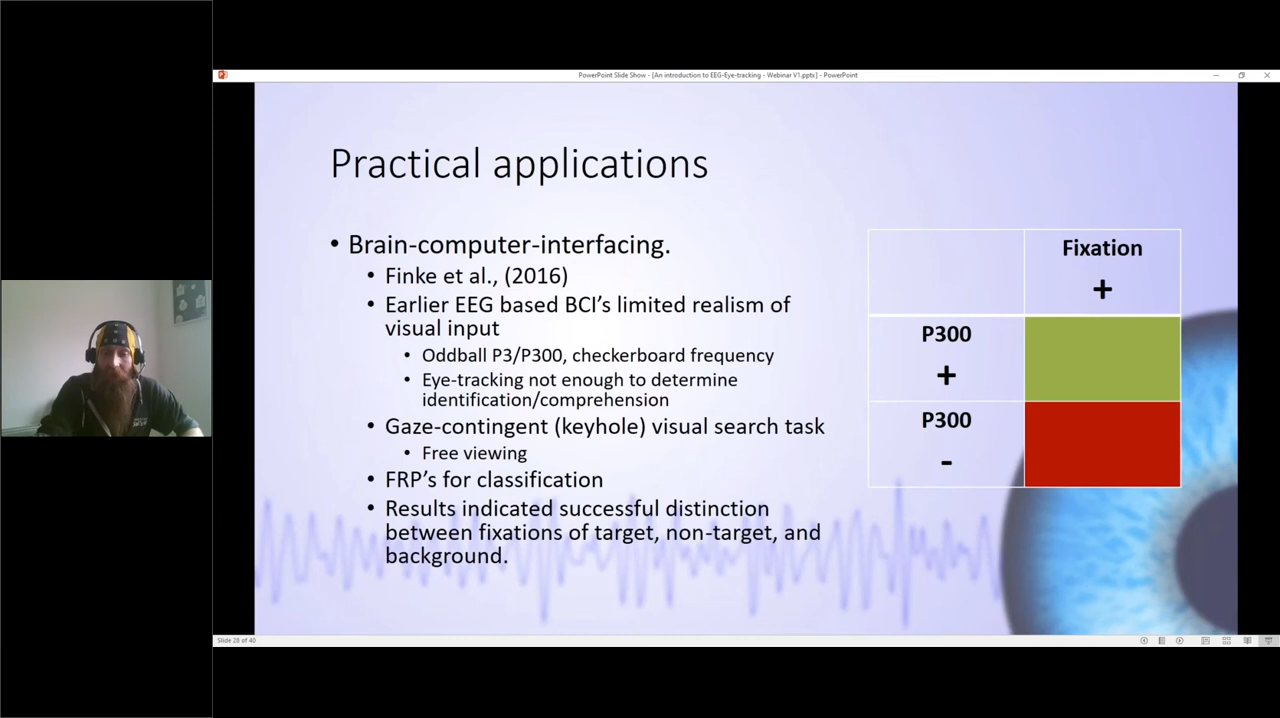 PowerPoint Slide Show - [An introduction to EEG-Eye-tracking - Webinar V1.pptx] - PowerPoint
Practical applications
• Brain-computer-interfacing.
• Finke et al., (2016)
• Earlier EEG based BCI’s limited realism of
visual input
• Oddball P3/P300, checkerboard frequency
• Eye-tracking not enough to determine
identification/comprehension
• Gaze-contingent (keyhole) visual search task
• Free viewing
• FRP’s for classification
• Results indicated successful distinction
between fixations of target, non-target, and
background.
Fixation
+
P300
+
P300
-
Slide 28 of 40